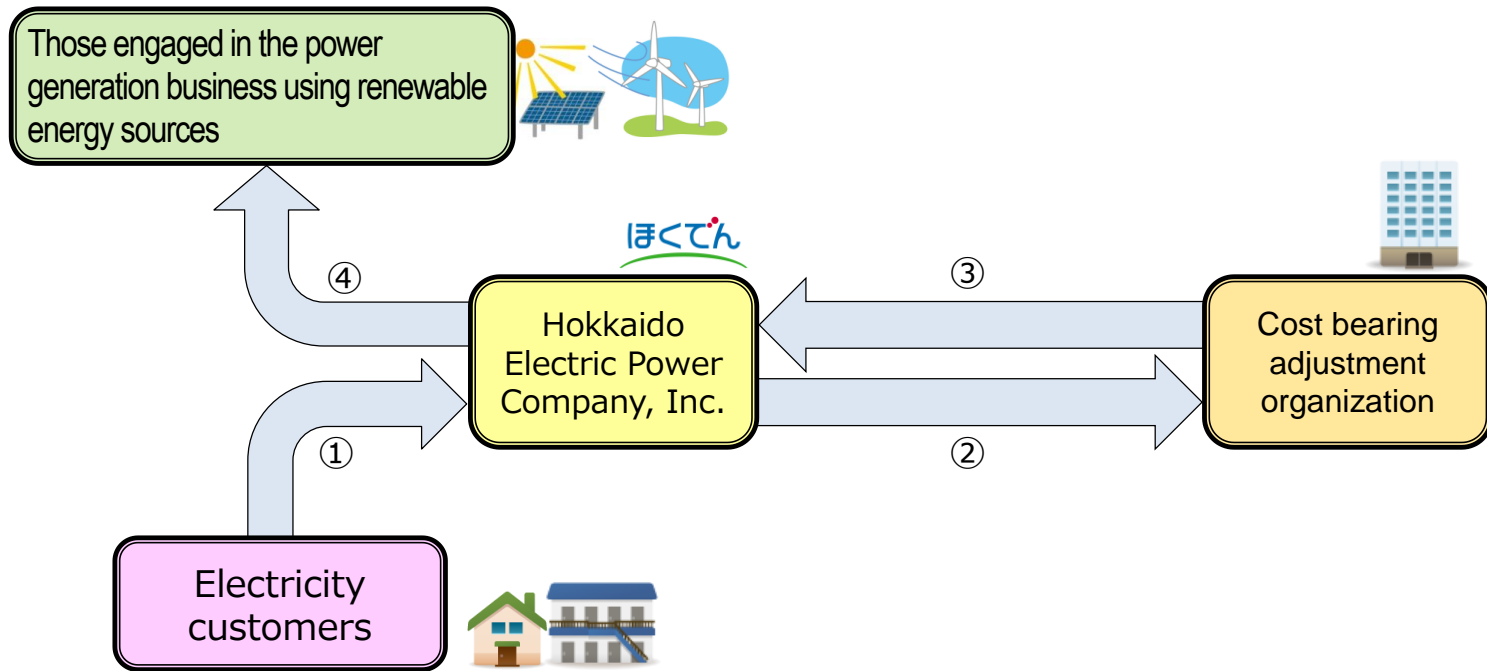 Those engaged in the power
generation business using renewable
energy sources
ほくでん
④
③
Hokkaido
Electric Power
Company, Inc.
Cost bearing
adjustment
organization
①
②
Electricity
customers